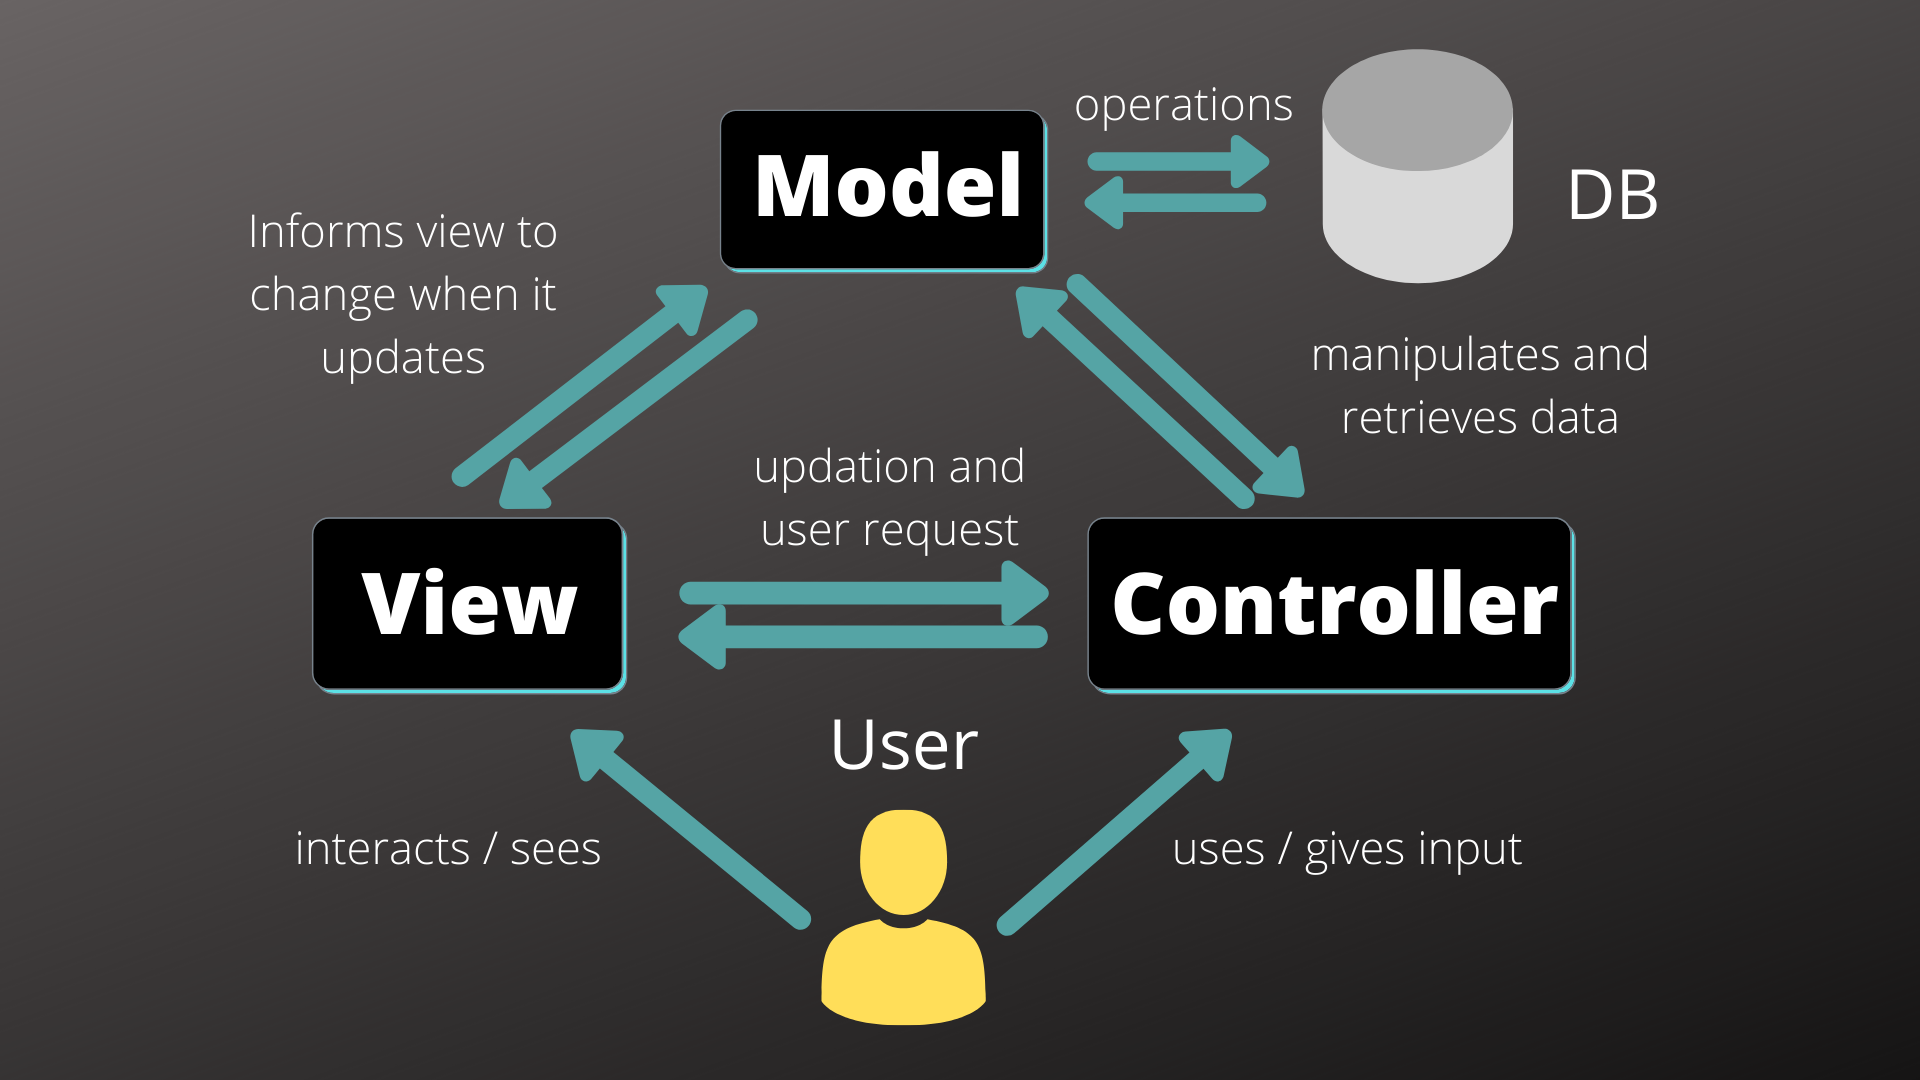 operations
Model
DB
Informs view to
change when it
updates
manipulates and
retrieves data
updation and
user request
View
Controller
User
interacts / sees
uses / gives input